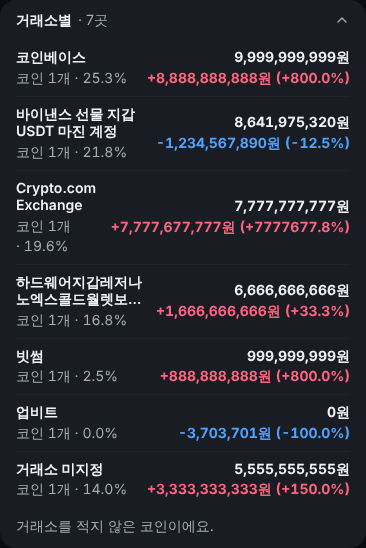 거래소별 · 7곳
코인베이스
9,999,999,999원
코인 1개 · 25.3%
+8,888,888,888원 (+800.0%)
바이낸스 선물 지갑
USDT 마진 계정
8,641,975,320원
코인 1개 · 21.8%
-1,234,567,890원 (-12.5%)
Crypto.com
Exchange
7,777,777,777원
코인 1개
· 19.6%
+7,777,677,777원 (+7777677.8%)
하드웨어지갑레저나
노엑스콜드월렛보...
6,666,666,666원
코인 1개 · 16.8%
+1,666,666,666원 (+33.3%)
빗썸
999,999,999원
코인 1개 · 2.5%
+888,888,888원 (+800.0%)
업비트
0원
코인 1개 · 0.0%
-3,703,701원 (-100.0%)
거래소 미지정
5,555,555,555원
코인 1개 · 14.0%
+3,333,333,333원 (+150.0%)
거래소를 적지 않은 코인이에요.